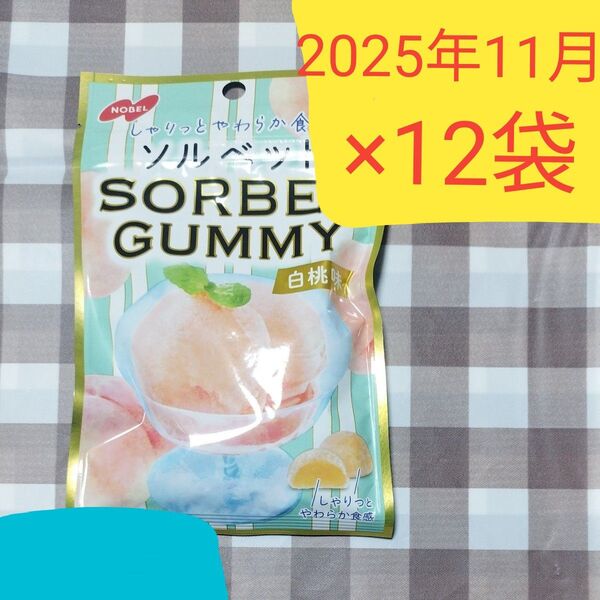 2025年11月
×12袋
NOBEL
しゃりっとやわらか食
ソルベット
SORBE
GUMMY
白桃味
しゃりっと
やわらか食感